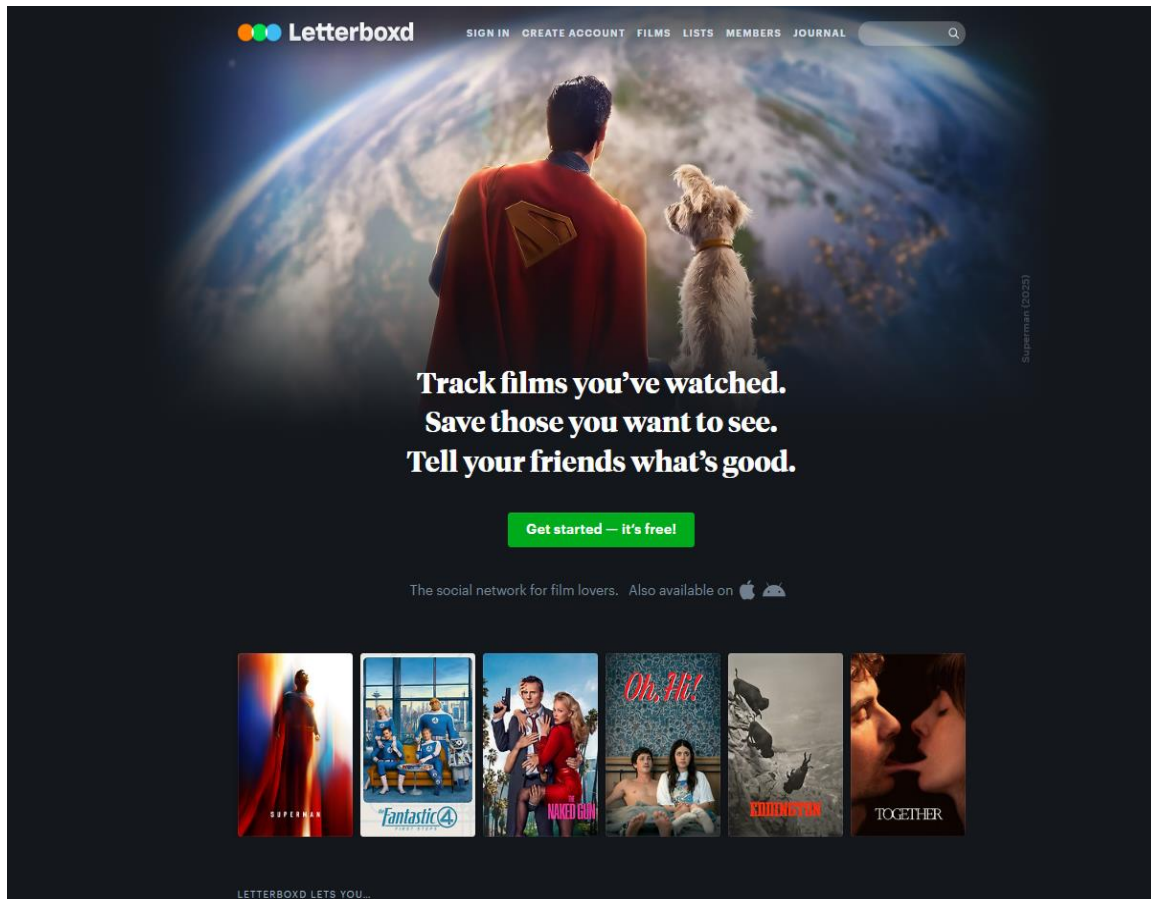 Letterboxd
SIGN IN CREATE ACCOUNT FILMS LISTS MEMBERS JOURNAL
Superman (2025)
Track films you’ve watched.
Save those you want to see.
Tell your friends what’s good.
Get started — it’s free!
The social network for film lovers. Also available on
SUPERMAN
Fantastic 4
FIRST STEPS
THE
NAKED GUN
Oh, Hi!
EDDINGTON
TOGETHER
LETTERBOXD LETS YOU…